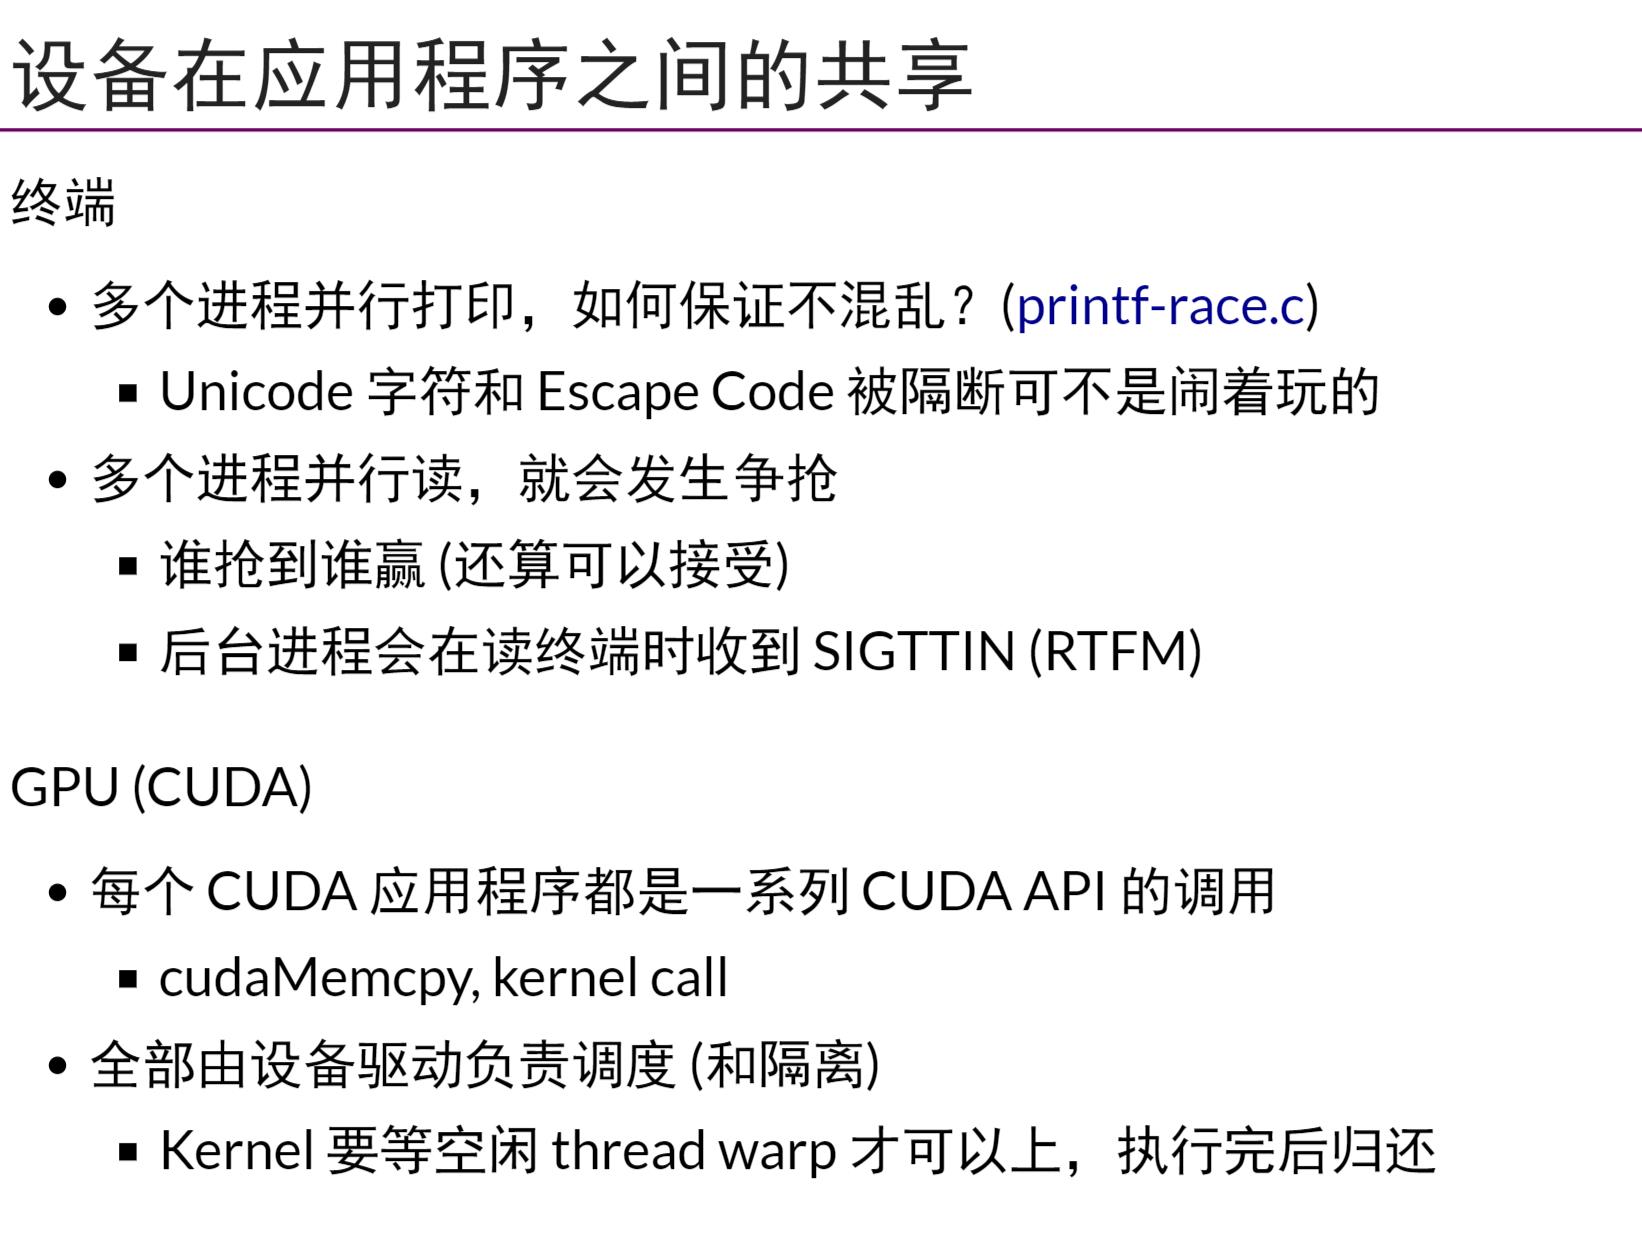 设备在应用程序之间的共享
终端
• 多个进程并行打印，如何保证不混乱？(printf-race.c)
▪ Unicode 字符和 Escape Code 被隔断可不是闹着玩的
• 多个进程并行读，就会发生争抢
▪ 谁抢到谁赢 (还算可以接受)
▪ 后台进程会在读终端时收到 SIGTTIN (RTFM)
GPU (CUDA)
• 每个 CUDA 应用程序都是一系列 CUDA API 的调用
▪ cudaMemcpy, kernel call
• 全部由设备驱动负责调度 (和隔离)
▪ Kernel 要等空闲 thread warp 才可以上，执行完后归还